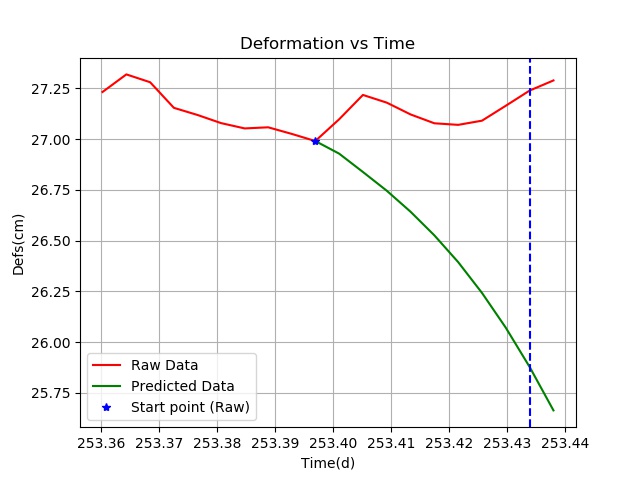 Deformation vs Time
27.25
27.00
26.75
26.50
26.25
26.00
25.75
Defs(cm)
Raw Data
Predicted Data
Start point (Raw)
253.36 253.37 253.38 253.39 253.40 253.41 253.42 253.43 253.44
Time(d)